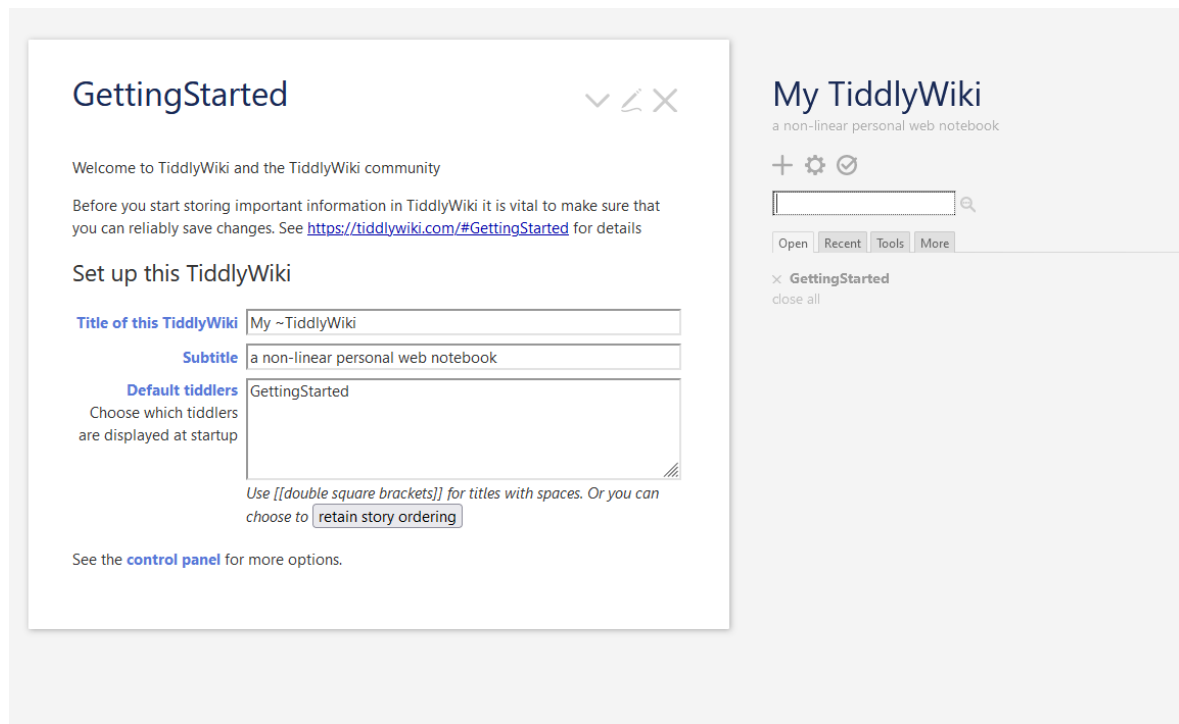 GettingStarted
Welcome to TiddlyWiki and the TiddlyWiki community
Before you start storing important information in TiddlyWiki it is vital to make sure that
you can reliably save changes. See https://tiddlywiki.com/#GettingStarted for details
Set up this TiddlyWiki
Title of this TiddlyWiki My ~TiddlyWiki
Subtitle a non-linear personal web notebook
Default tiddlers GettingStarted
Choose which tiddlers
are displayed at startup
Use [[double square brackets]] for titles with spaces. Or you can
choose to retain story ordering
See the control panel for more options.
My TiddlyWiki
a non-linear personal web notebook
Open Recent Tools More
GettingStarted
close all